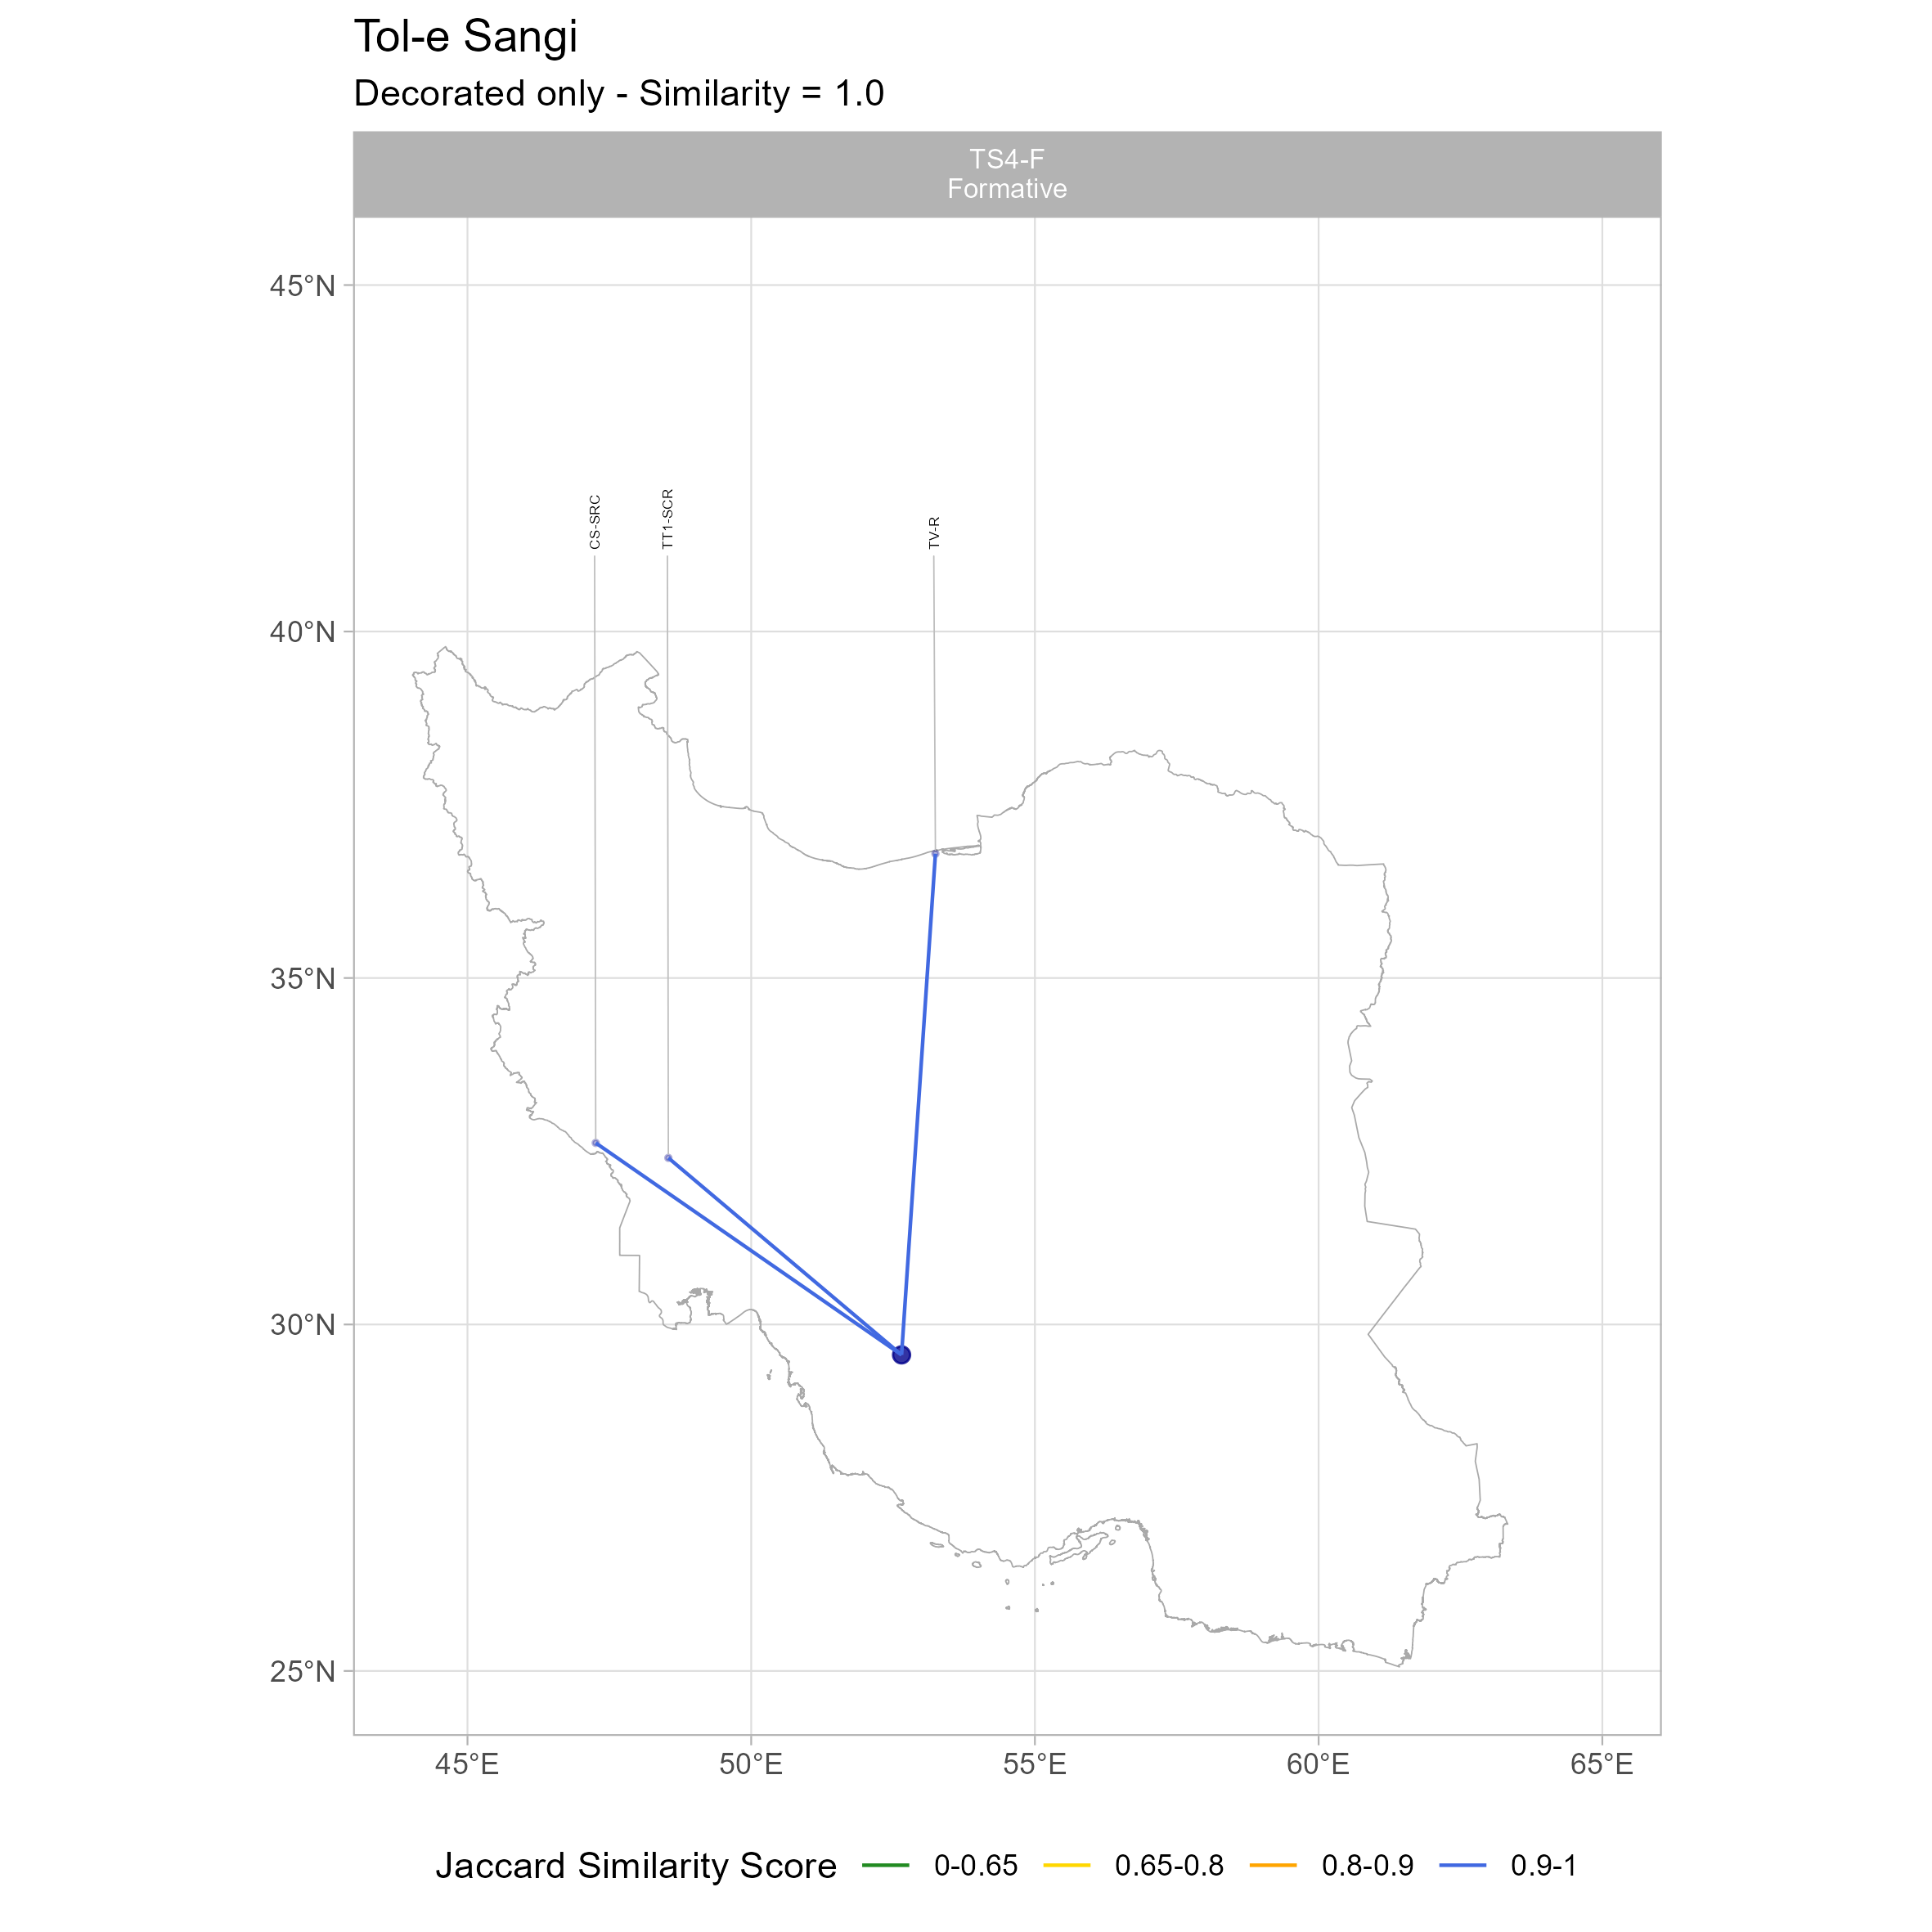 Tol-e Sangi
Decorated only - Similarity = 1.0
TS4-F
Formative
45°N
40°N
35°N
30°N
25°N
CS-SRC
TT1-SCR
TV-R
45°E
50°E
55°E
60°E
65°E
Jaccard Similarity Score 0-0.65 0.65-0.8 0.8-0.9 0.9-1